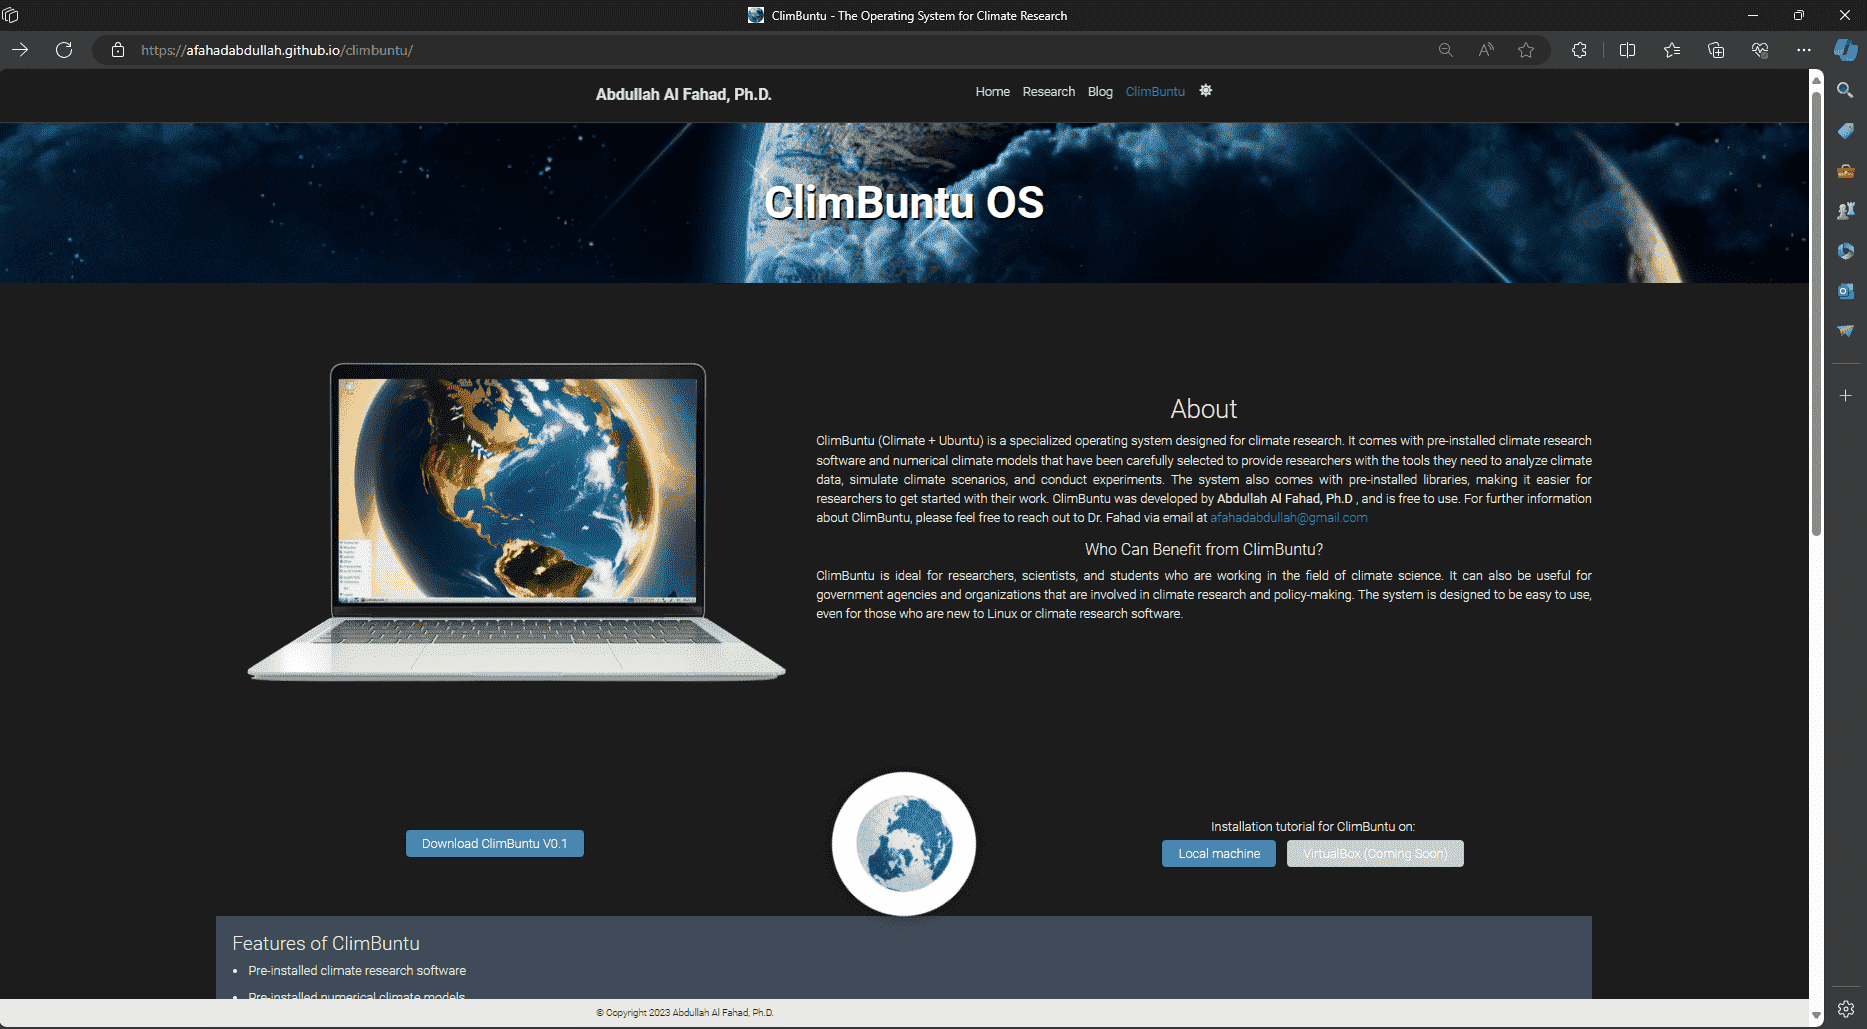 ClimBuntu - The Operating System for Climate Research
https://afahadabdullah.github.io/climbuntu/
Abdullah Al Fahad, Ph.D.
Home Research Blog ClimBuntu
ClimBuntu OS
About
ClimBuntu (Climate + Ubuntu) is a specialized operating system designed for climate research. It comes with pre-installed climate research
software and numerical climate models that have been carefully selected to provide researchers with the tools they need to analyze climate
data, simulate climate scenarios, and conduct experiments. The system also comes with pre-installed libraries, making it easier for
researchers to get started with their work. ClimBuntu was developed by Abdullah Al Fahad, Ph.D , and is free to use. For further information
about ClimBuntu, please feel free to reach out to Dr. Fahad via email at afahadabdullah@gmail.com
Who Can Benefit from ClimBuntu?
ClimBuntu is ideal for researchers, scientists, and students who are working in the field of climate science. It can also be useful for
government agencies and organizations that are involved in climate research and policy-making. The system is designed to be easy to use,
even for those who are new to Linux or climate research software.
Download ClimBuntu V0.1
Installation tutorial for ClimBuntu on:
Local machine
VirtualBox (Coming Soon)
Features of ClimBuntu
• Pre-installed climate research software
• Pre-installed numerical climate models
© Copyright 2023 Abdullah Al Fahad, Ph.D.